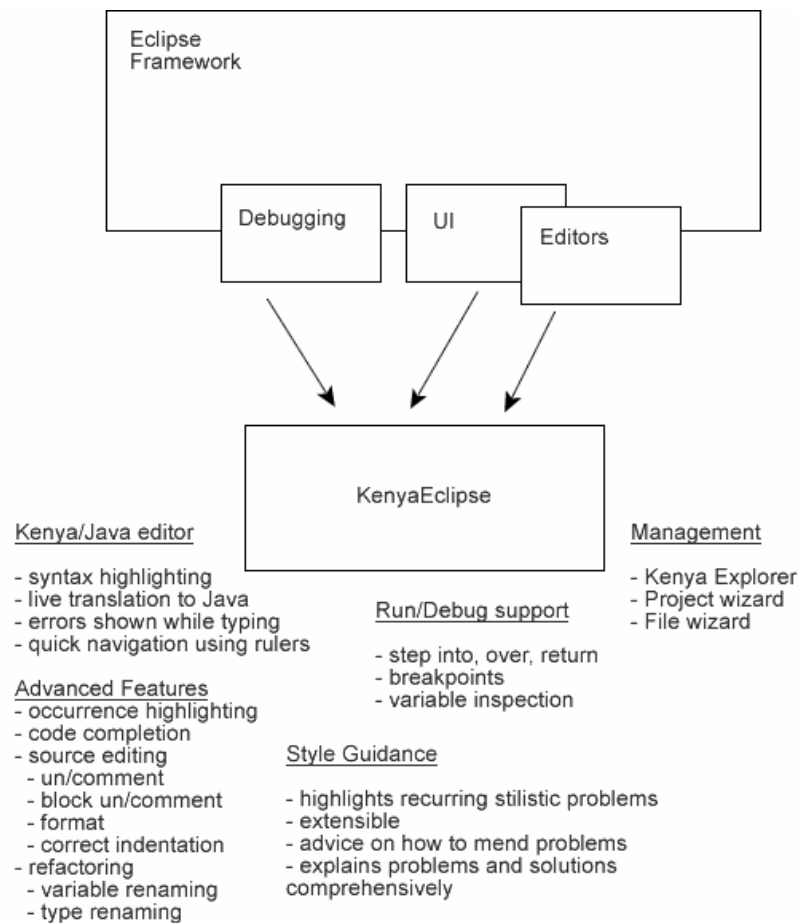 Eclipse
Framework
Debugging
UI
Editors
KenyaEclipse
Kenya/Java editor
- syntax highlighting
- live translation to Java
- errors shown while typing
- quick navigation using rulers
Advanced Features
- occurrence highlighting
- code completion
- source editing
- un/comment
- block un/comment
- format
- correct indentation
- refactoring
- variable renaming
- type renaming
Run/Debug support
- step into, over, return
- breakpoints
- variable inspection
Style Guidance
- highlights recurring stilistic problems
- extensible
- advice on how to mend problems
- explains problems and solutions
comprehensively
Management
- Kenya Explorer
- Project wizard
- File wizard